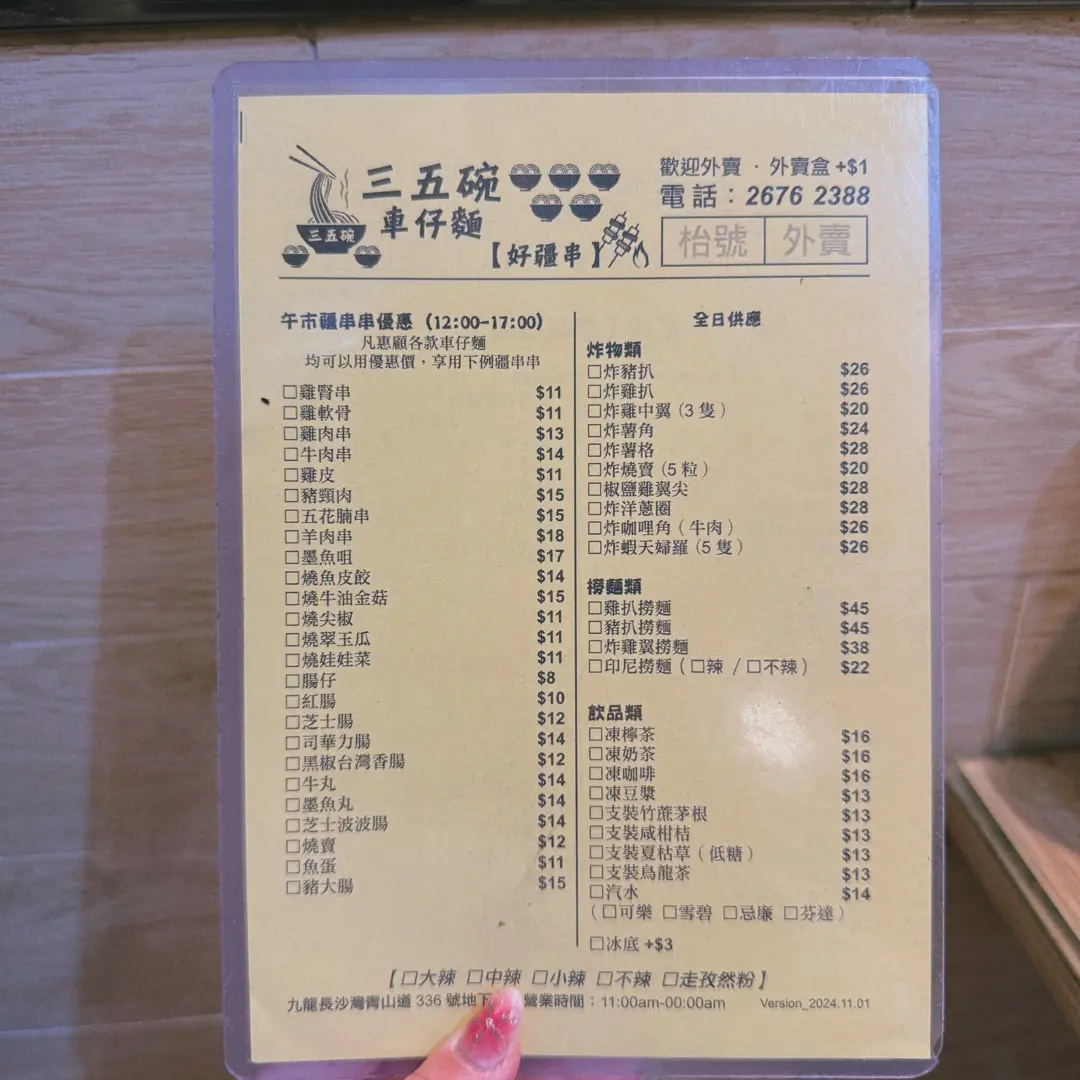 三五碗
車仔麵
三五碗
【好疆串】
歡迎外賣 · 外賣盒 +$1
電話：2676 2388
枱號 外賣
午市疆串串優惠 (12:00-17:00)
凡惠顧各款車仔麵
均可以用優惠價，享用下例疆串串
□雞腎串 $11
□雞軟骨 $11
□雞肉串 $13
□牛肉串 $14
□雞皮 $11
□豬頸肉 $15
□五花腩串 $15
□羊肉串 $18
□墨魚咀 $17
□燒魚皮餃 $14
□燒牛油金菇 $15
□燒尖椒 $11
□燒翠玉瓜 $11
□燒娃娃菜 $11
□腸仔 $8
□紅腸 $10
□芝士腸 $12
□司華力腸 $14
□黑椒台灣香腸 $12
□牛丸 $14
□墨魚丸 $14
□芝士波波腸 $14
□燒賣 $12
□魚蛋 $11
□豬大腸 $15
全日供應
炸物類
□炸豬扒 $26
□炸雞扒 $26
□炸雞中翼 (3 隻) $20
□炸薯角 $24
□炸薯格 $28
□炸燒賣 (5 粒) $20
□椒鹽雞翼尖 $28
□炸洋蔥圈 $28
□炸咖哩角 (牛肉) $26
□炸蝦天婦羅 (5 隻) $26
撈麵類
□雞扒撈麵 $45
□豬扒撈麵 $45
□炸雞翼撈麵 $38
□印尼撈麵 (□辣 / □不辣) $22
飲品類
□凍檸茶 $16
□凍奶茶 $16
□凍咖啡 $16
□凍豆漿 $13
□支裝竹蔗茅根 $13
□支裝咸柑桔 $13
□支裝夏枯草 (低糖) $13
□支裝烏龍茶 $13
□汽水 $14
(□可樂 □雪碧 □忌廉 □芬達)
□冰底 +$3
【□大辣 □中辣 □小辣 □不辣 □走孜然粉】
九龍長沙灣青山道 336 號地下 營業時間：11:00am-00:00am Version_2024.11.01